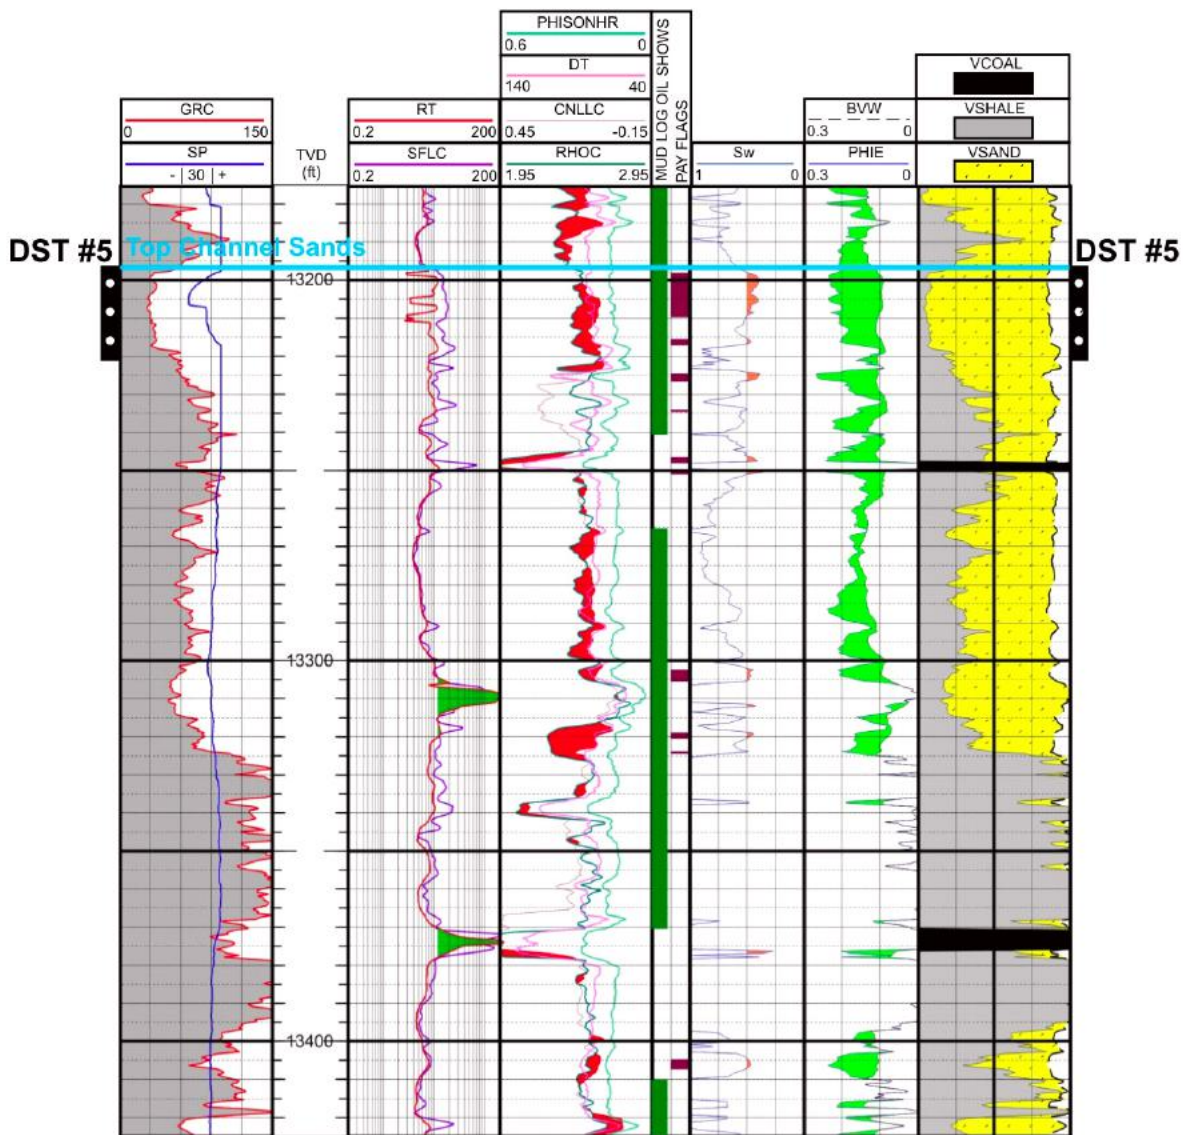 PHISONHR
0.6 0
DT
140 40
VCOAL
GRC
0 150
RT
0.2 200
CNLLC
0.45 -0.15
BVW
0.3 0
VSHALE
SP
- | 30 | +
TVD
(ft)
SFLC
0.2 200
RHOC
1.95 2.95
MUD LOG OIL SHOWS
PAY FLAGS
Sw
1 0
PHIE
0.3 0
VSAND
DST #5 Top Channel Sands DST #5
13200
13300
13400